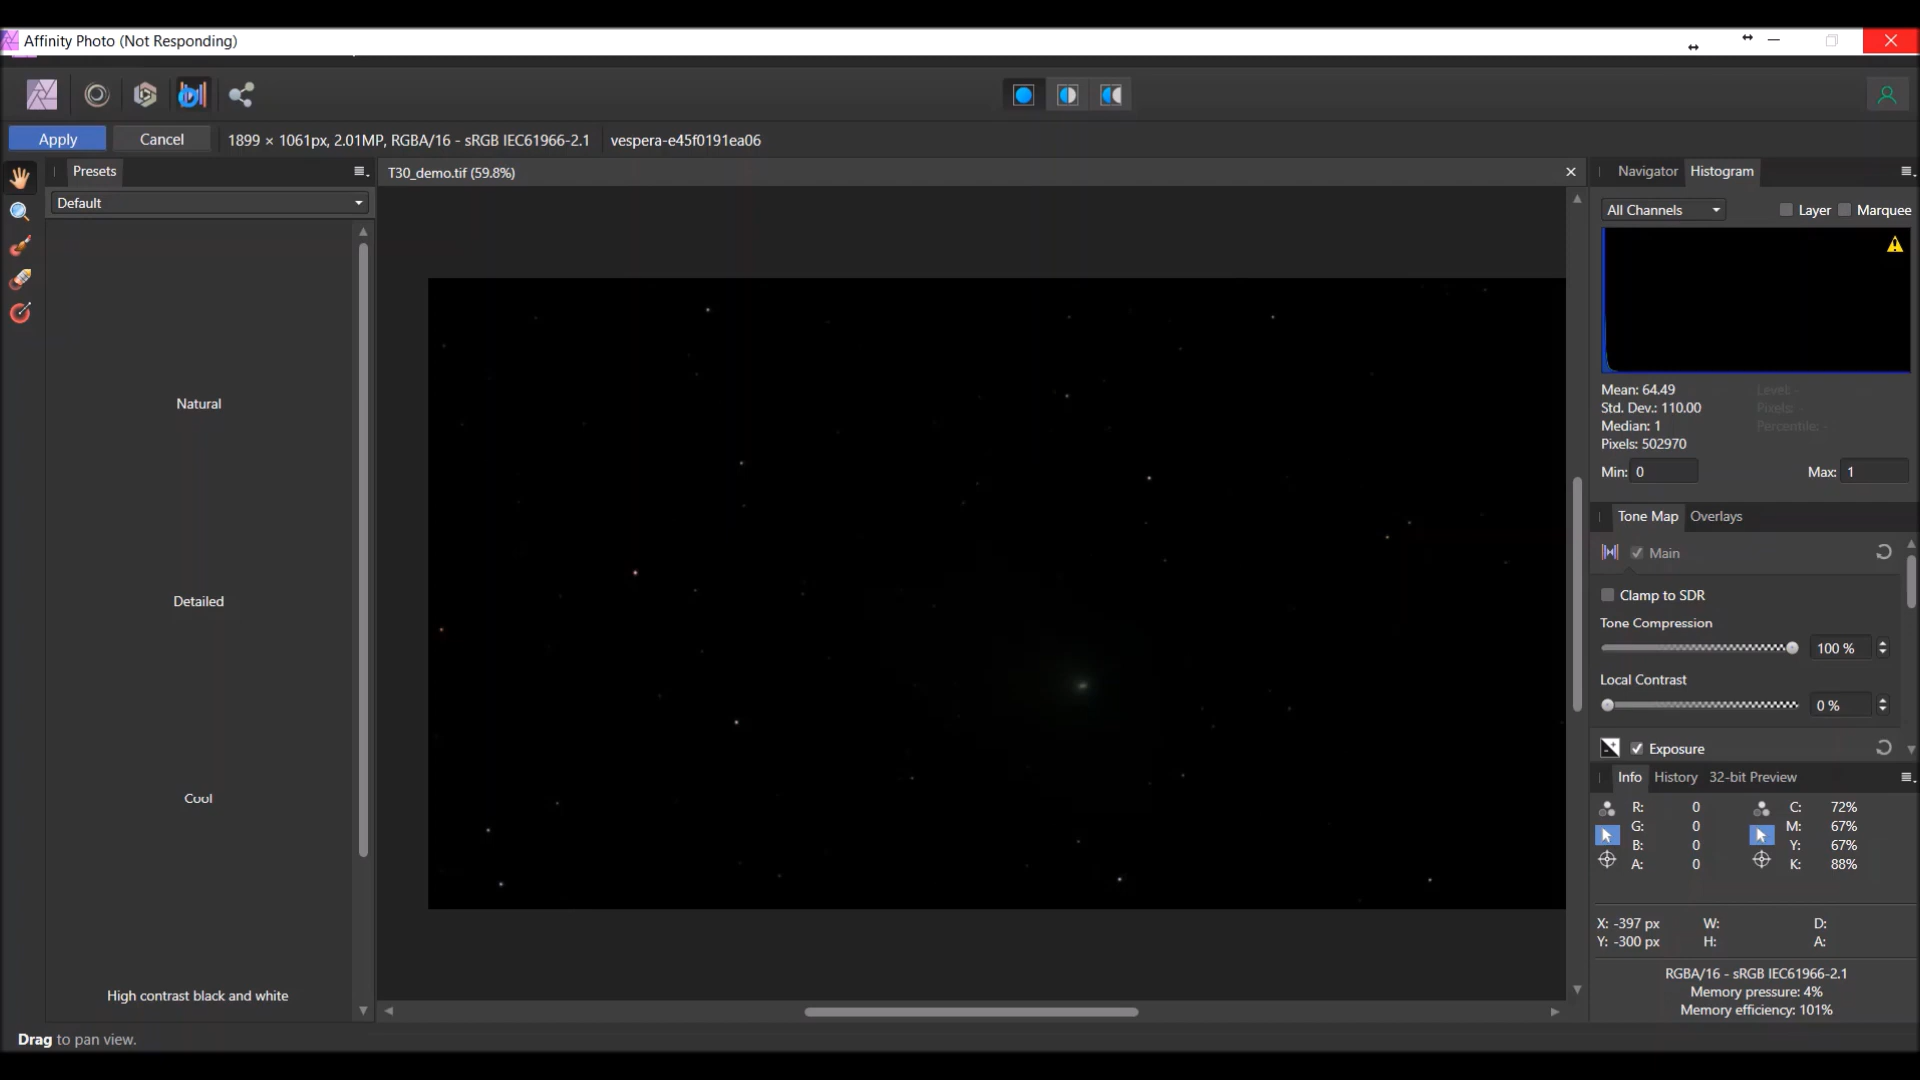 Affinity Photo (Not Responding)
Apply
Cancel
1899 × 1061px, 2.01MP, RGBA/16 - sRGB IEC61966-2.1
vespera-e45f0191ea06
Presets
T30_demo.tif (59.8%)
Navigator
Histogram
Default
All Channels
Layer
Marquee
Mean: 64.49
Std. Dev.: 110.00
Median: 1
Pixels: 502970
Level: -
Pixels: -
Percentile: -
Min: 0
Max: 1
Natural
Detailed
Cool
High contrast black and white
Tone Map
Overlays
Main
Clamp to SDR
Tone Compression
100 %
Local Contrast
0 %
Exposure
Info
History
32-bit Preview
R: 0
G: 0
B: 0
A: 0
C: 72%
M: 67%
Y: 67%
K: 88%
X: -397 px
Y: -300 px
W:
H:
D:
A:
RGBA/16 - sRGB IEC61966-2.1
Memory pressure: 4%
Memory efficiency: 101%
Drag to pan view.